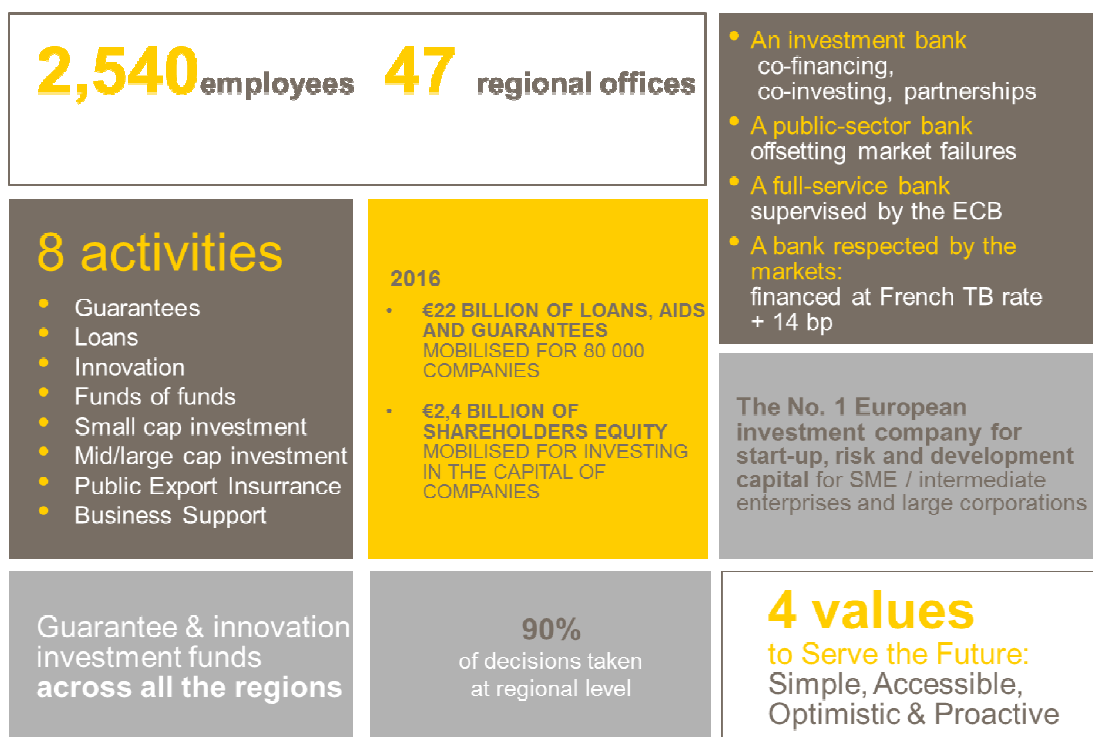 2,540 employees 47 regional offices
• An investment bank
co-financing,
co-investing, partnerships
• A public-sector bank
offsetting market failures
• A full-service bank
supervised by the ECB
• A bank respected by the
markets:
financed at French TB rate
+ 14 bp
8 activities
• Guarantees
• Loans
• Innovation
• Funds of funds
• Small cap investment
• Mid/large cap investment
• Public Export Insurrance
• Business Support
2016
• €22 BILLION OF LOANS, AIDS
AND GUARANTEES
MOBILISED FOR 80 000
COMPANIES
• €2,4 BILLION OF
SHAREHOLDERS EQUITY
MOBILISED FOR INVESTING
IN THE CAPITAL OF
COMPANIES
The No. 1 European
investment company for
start-up, risk and development
capital for SME / intermediate
enterprises and large corporations
Guarantee & innovation
investment funds
across all the regions
90%
of decisions taken
at regional level
4 values
to Serve the Future:
Simple, Accessible,
Optimistic & Proactive